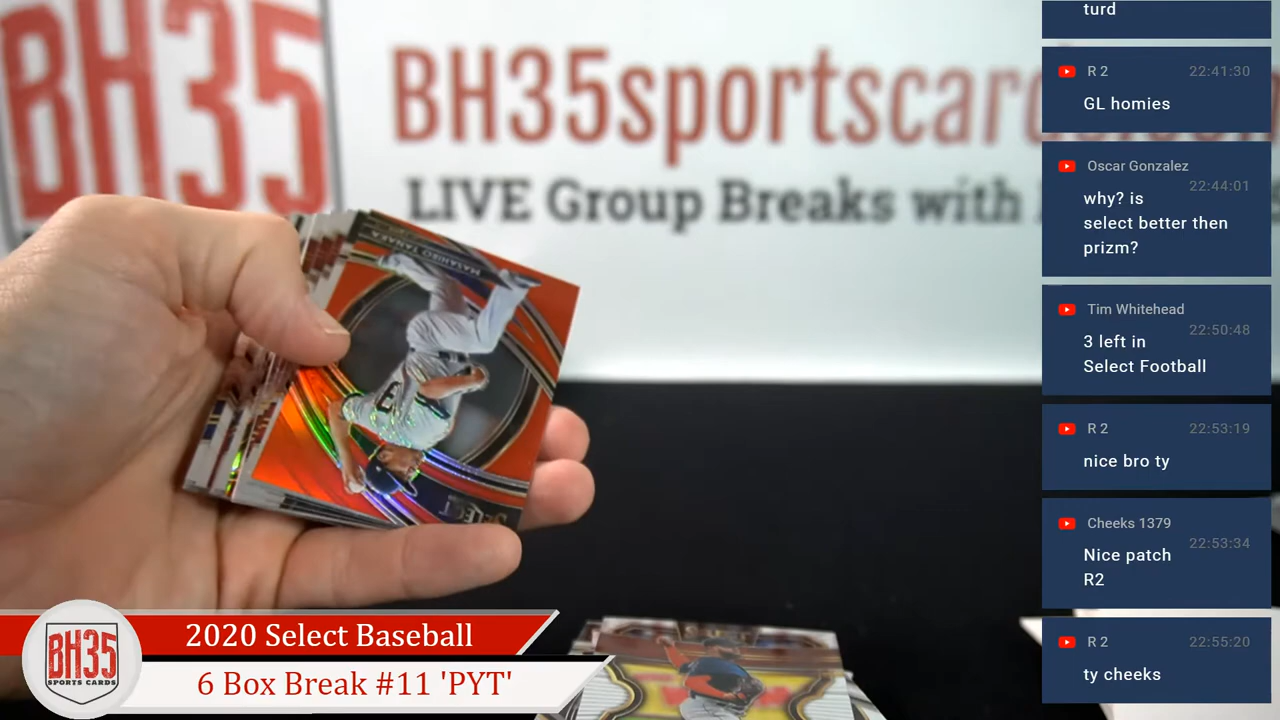 BH35
BH35sportscards.com
LIVE Group Breaks with
MASAHIRO TANAKA
SELECT
turd
R 2 22:41:30
GL homies
Oscar Gonzalez
22:44:01
why? is
select better then
prizm?
Tim Whitehead
22:50:48
3 left in
Select Football
R 2 22:53:19
nice bro ty
Cheeks 1379
22:53:34
Nice patch
R2
R 2 22:55:20
ty cheeks
BH35
SPORTS CARDS
2020 Select Baseball
6 Box Break #11 'PYT'